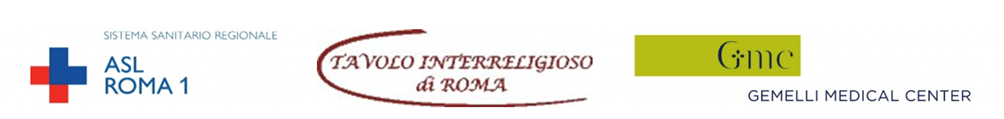 SISTEMA SANITARIO REGIONALE
ASL
ROMA 1
TAVOLO INTERRELIGIOSO
di ROMA
Gmc
GEMELLI MEDICAL CENTER